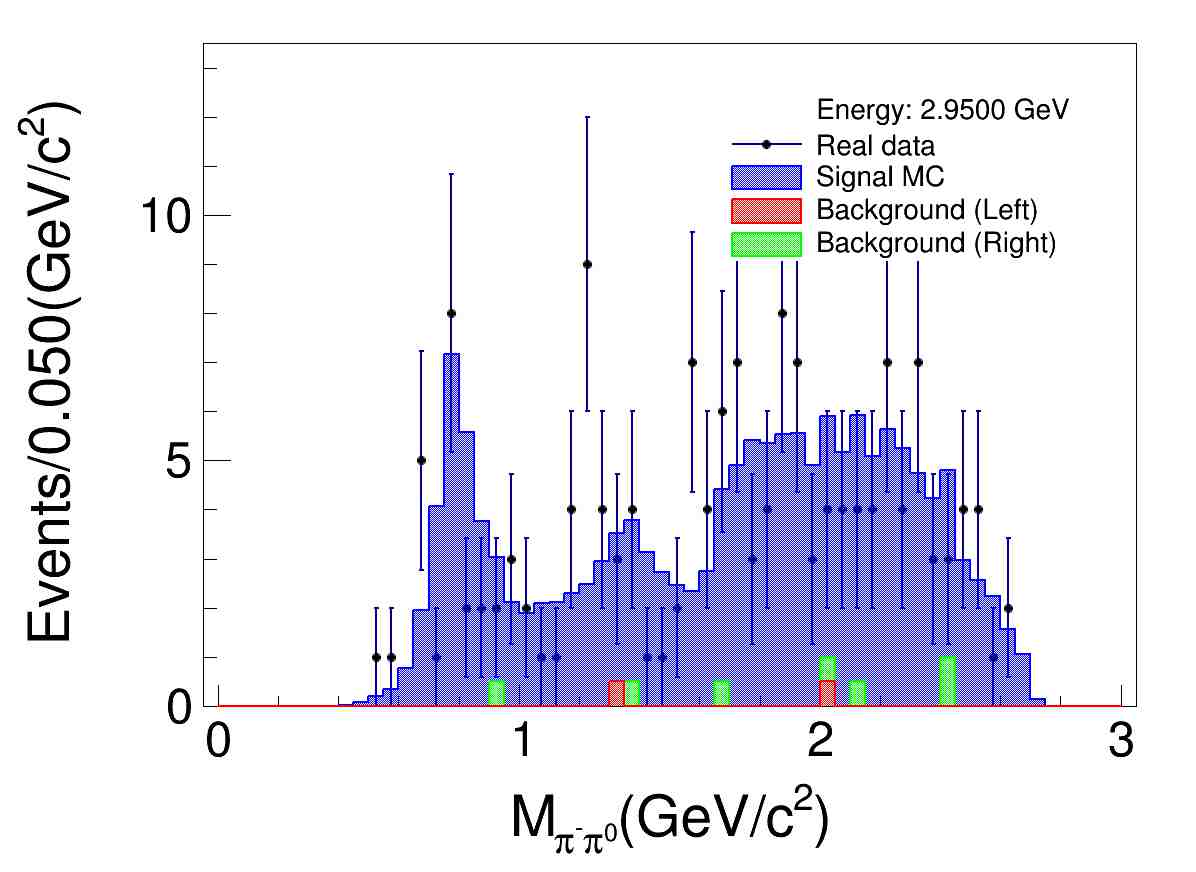 Events/0.050(GeV/c²)
10
5
0
Energy: 2.9500 GeV
Real data
Signal MC
Background (Left)
Background (Right)
0 1 2 3
M_π⁻π⁰(GeV/c²)